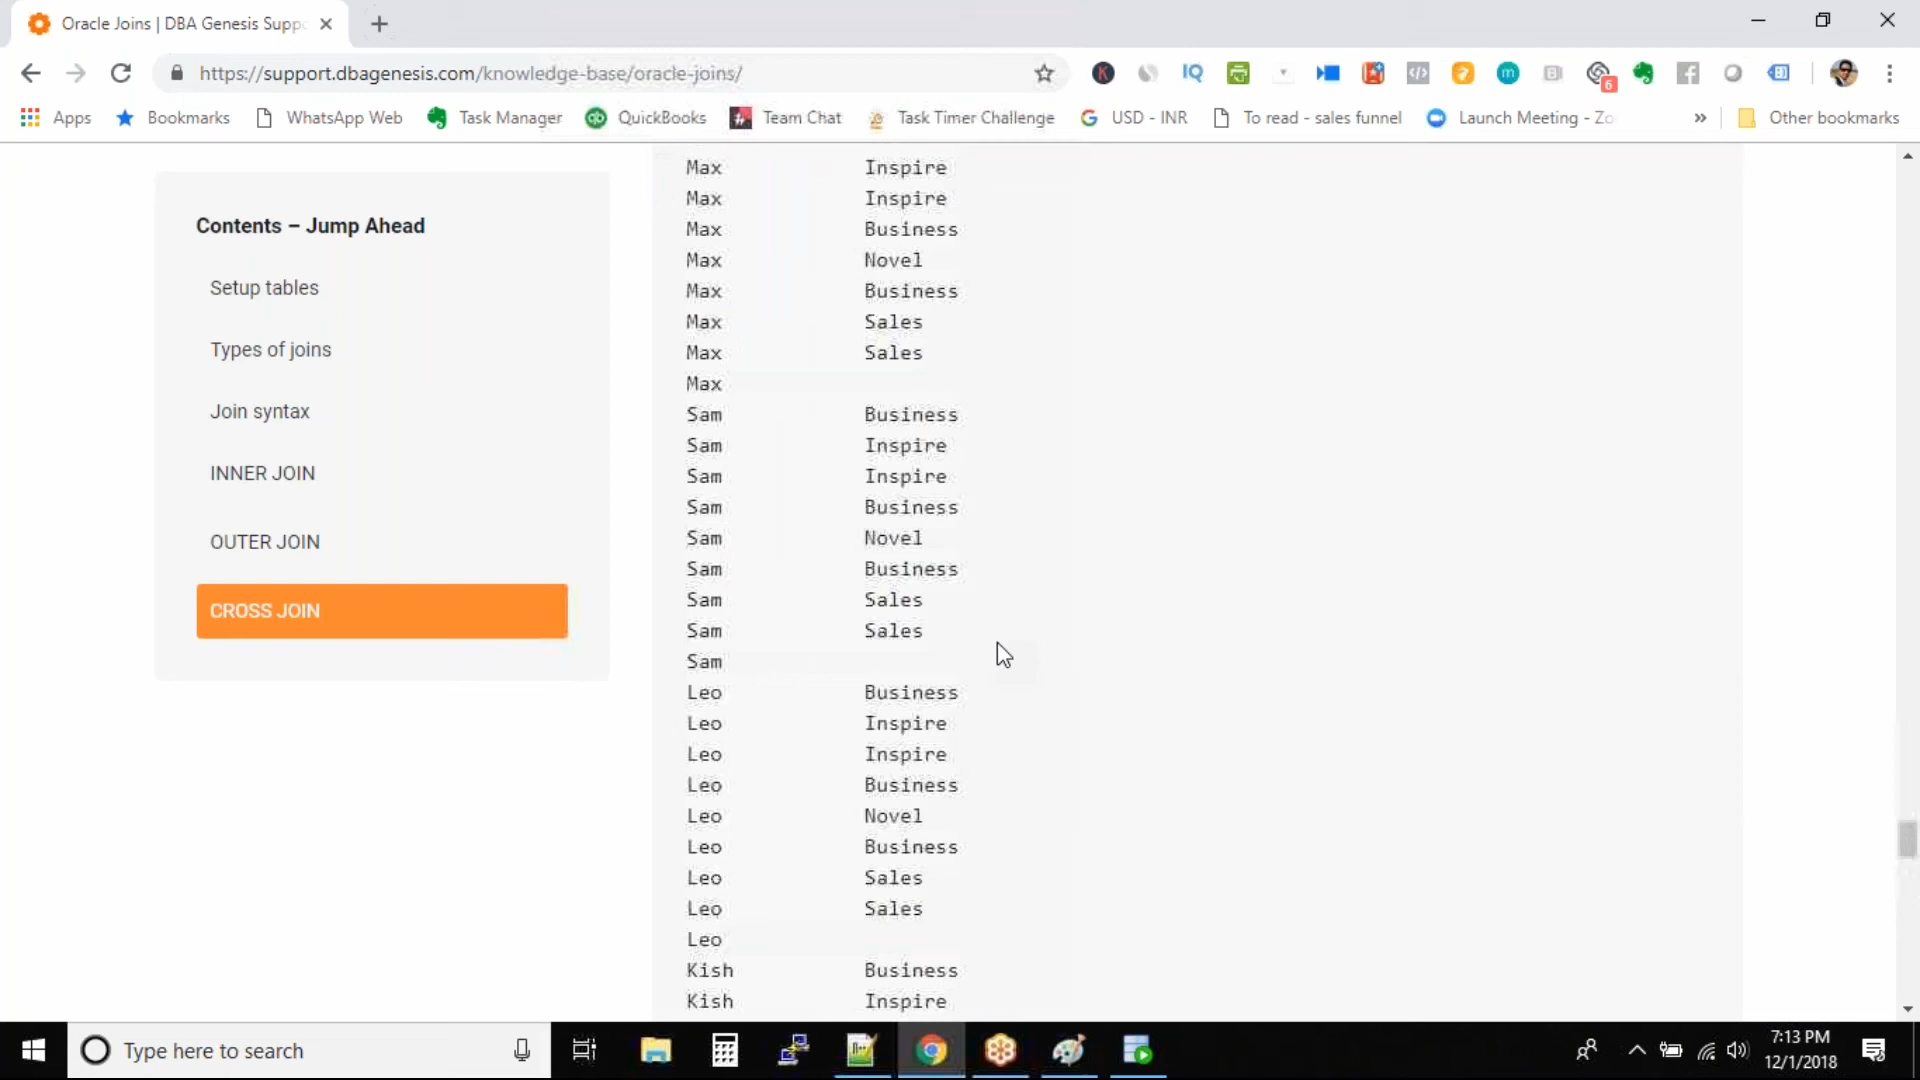 Oracle Joins | DBA Genesis Supp
https://support.dbagenesis.com/knowledge-base/oracle-joins/
IQ
6
Apps Bookmarks WhatsApp Web Task Manager QuickBooks Team Chat Task Timer Challenge USD - INR To read - sales funnel Launch Meeting - Zo » Other bookmarks
Contents – Jump Ahead
Setup tables
Types of joins
Join syntax
INNER JOIN
OUTER JOIN
CROSS JOIN
Max Inspire
Max Inspire
Max Business
Max Novel
Max Business
Max Sales
Max Sales
Max
Sam Business
Sam Inspire
Sam Inspire
Sam Business
Sam Novel
Sam Business
Sam Sales
Sam Sales
Sam
Leo Business
Leo Inspire
Leo Inspire
Leo Business
Leo Novel
Leo Business
Leo Sales
Leo Sales
Leo
Kish Business
Kish Inspire
Type here to search
7:13 PM
12/1/2018